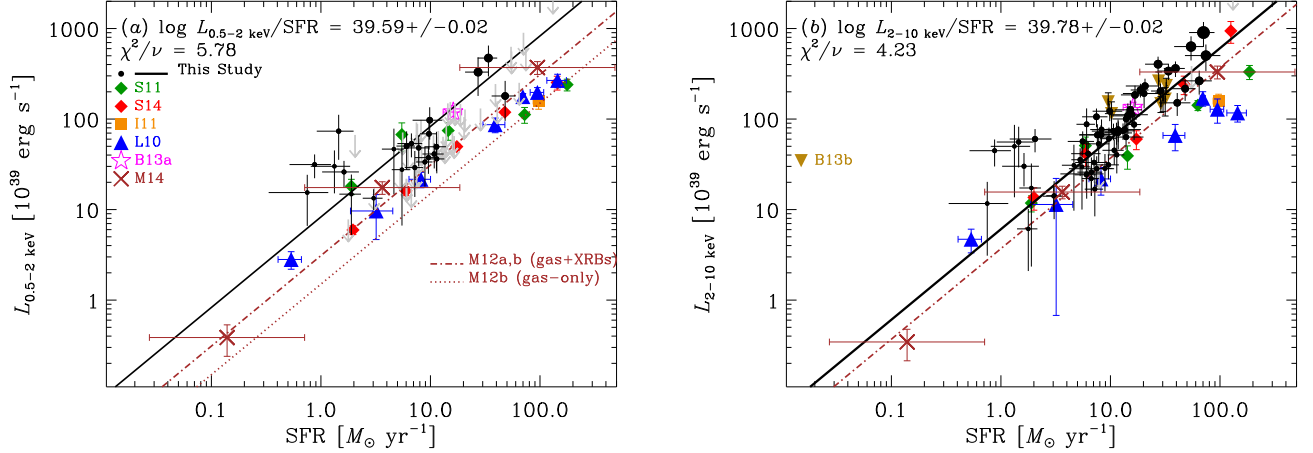 (a) log L0.5−2 keV/SFR = 39.59+/−0.02
χ²/ν = 5.78
This Study
S11
S14
I11
L10
B13a
M14
M12a,b (gas+XRBs)
M12b (gas−only)
1000
100
10
1
L0.5−2 keV [10³⁹ erg s⁻¹]
0.1 1.0 10.0 100.0
SFR [M⊙ yr⁻¹]
(b) log L2−10 keV/SFR = 39.78+/−0.02
χ²/ν = 4.23
B13b
1000
100
10
1
L2−10 keV [10³⁹ erg s⁻¹]
0.1 1.0 10.0 100.0
SFR [M⊙ yr⁻¹]